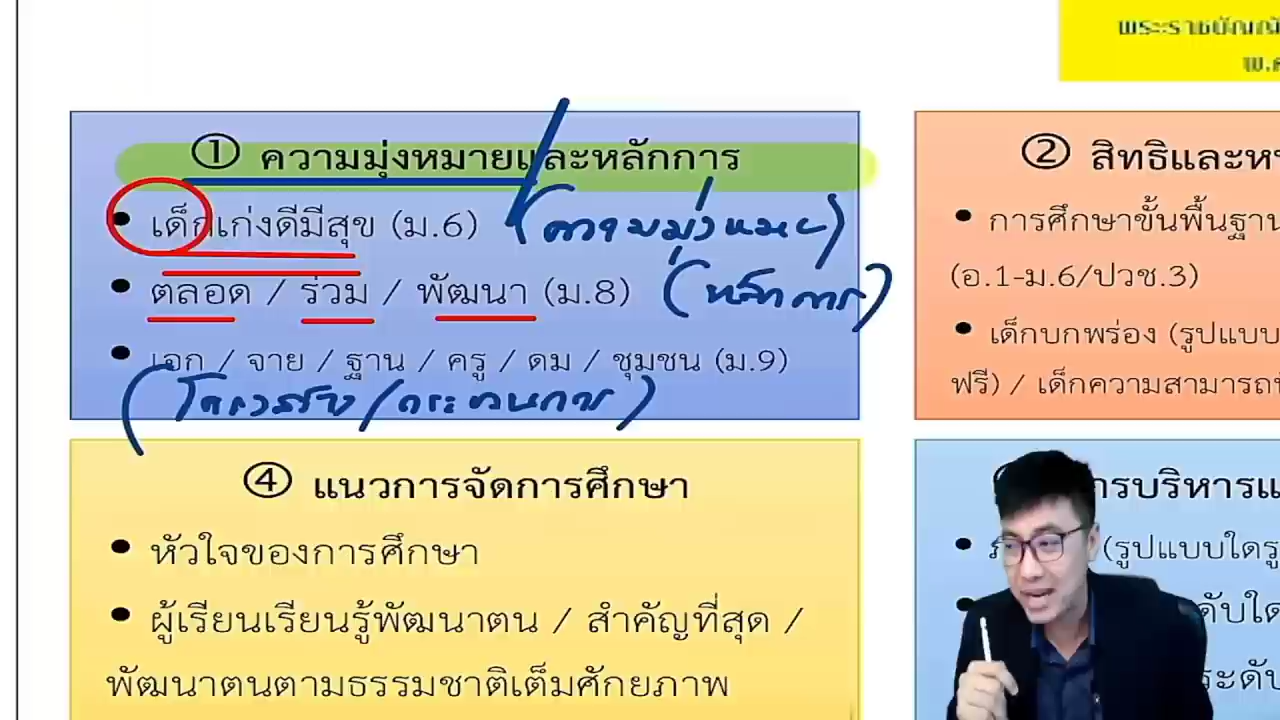 พ.ศ
① ความมุ่งหมายและหลักการ
• เด็กเก่งดีมีสุข (ม.6) (ความมุ่งหมาย)
• ตลอด / ร่วม / พัฒนา (ม.8) (หลักการ)
• เอก / จาย / ฐาน / ครู / ดม / ชุมชน (ม.9)
(โครงสร้าง/กระบวนการ)
② สิทธิและห
• การศึกษาขั้นพื้นฐาน
(อ.1-ม.6/ปวช.3)
• เด็กบกพร่อง (รูปแบบ
ฟรี) / เด็กความสามารถ
④ แนวการจัดการศึกษา
• หัวใจของการศึกษา
• ผู้เรียนเรียนรู้พัฒนาตน / สำคัญที่สุด /
พัฒนาตนตามธรรมชาติเต็มศักยภาพ
ารบริหารแ
(รูปแบบใดรู
ดับใด
ระดับ